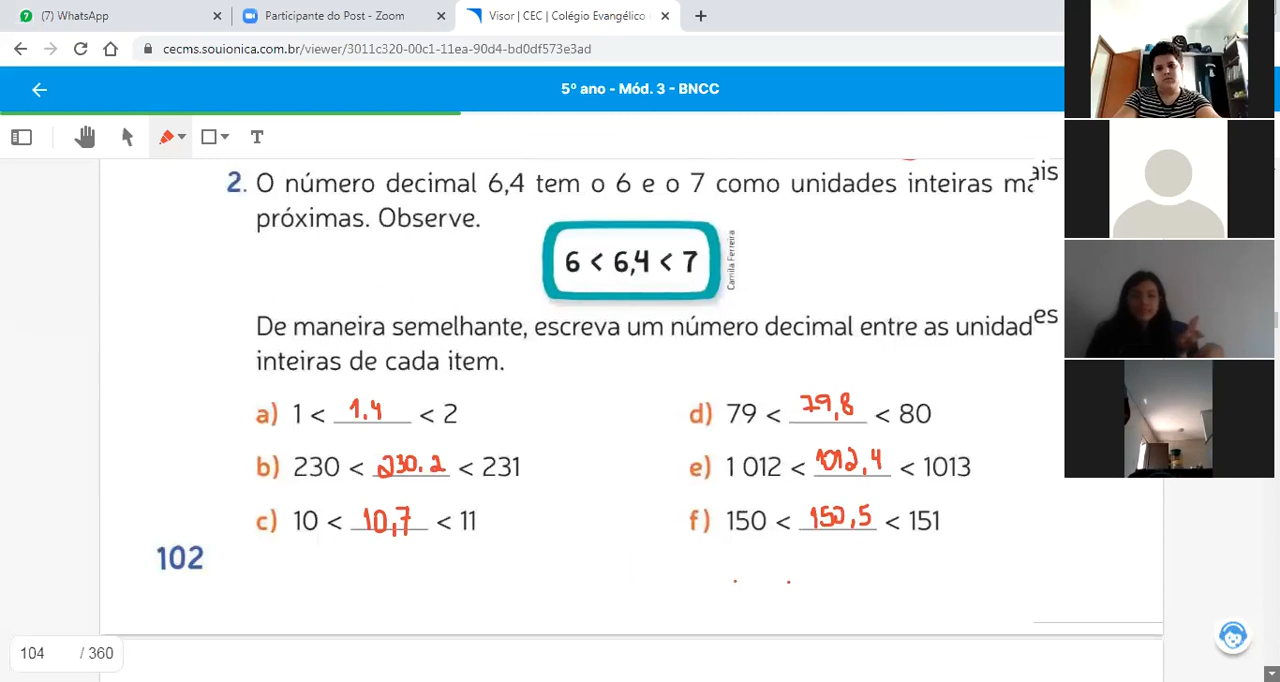 (7) WhatsApp
Participante do Post - Zoom
Visor | CEC | Colégio Evangélico
cecms.souionica.com.br/viewer/3011c320-00c1-11ea-90d4-bd0df573e3ad
5º ano - Mód. 3 - BNCC
T
2. O número decimal 6,4 tem o 6 e o 7 como unidades inteiras ma ais
próximas. Observe.
6 < 6,4 < 7
Camila Ferreira
De maneira semelhante, escreva um número decimal entre as unidad es
inteiras de cada item.
a) 1 < 1.4 < 2
b) 230 < 230.2 < 231
c) 10 < 10,7 < 11
d) 79 < 79,8 < 80
e) 1 012 < 1012,4 < 1013
f) 150 < 150,5 < 151
102
104 / 360